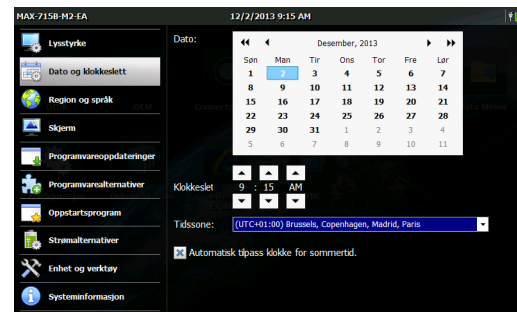 MAX-715B-M2-EA 12/2/2013 9:15 AM
Lysstyrke
Dato og klokkeslett
Region og språk
Skjerm
Programvareoppdateringer
Programvarealternativer
Oppstartsprogram
Strømalternativer
Enhet og verktøy
Systeminformasjon
Dato:
Desember, 2013
Søn Man Tir Ons Tor Fre Lør
1 2 3 4 5 6 7
8 9 10 11 12 13 14
15 16 17 18 19 20 21
22 23 24 25 26 27 28
29 30 31 1 2 3 4
5 6 7 8 9 10 11
Klokkeslet 9 : 15 AM
Tidssone: (UTC+01:00) Brussels, Copenhagen, Madrid, Paris
Automatisk tilpass klokke for sommertid.